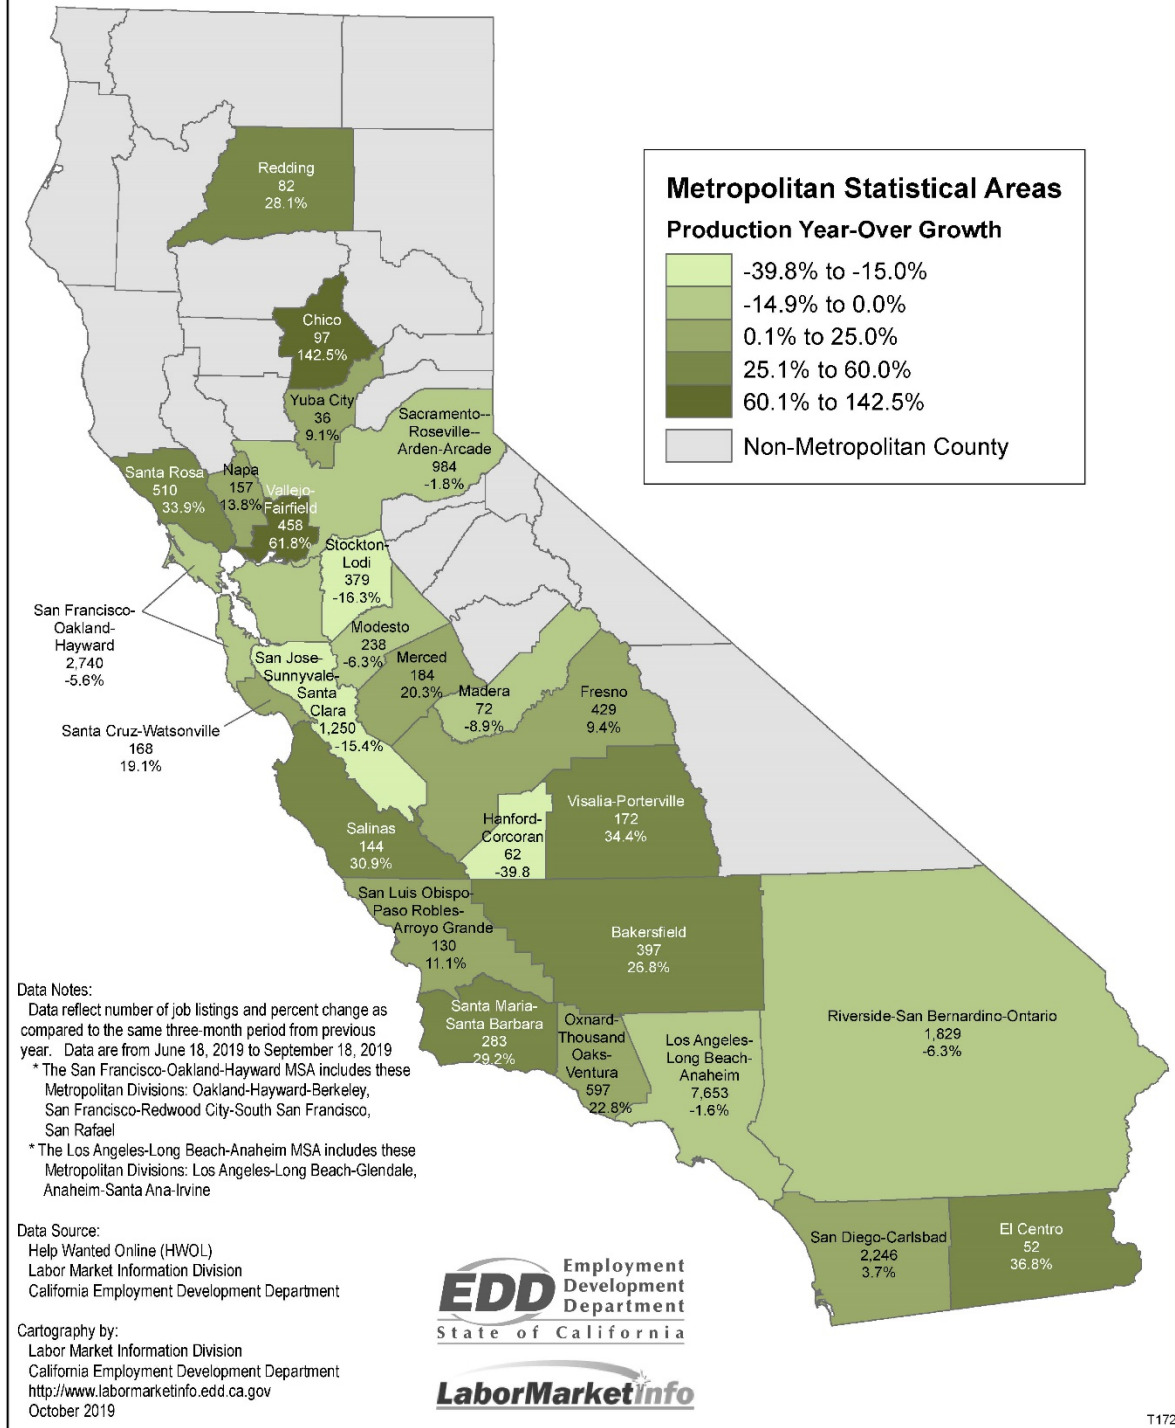 Redding
82
28.1%
Metropolitan Statistical Areas
Production Year-Over Growth
-39.8% to -15.0%
-14.9% to 0.0%
0.1% to 25.0%
25.1% to 60.0%
60.1% to 142.5%
Non-Metropolitan County
Chico
97
142.5%
Yuba City
36
9.1%
Sacramento--
Roseville--
Arden-Arcade
984
-1.8%
Santa Rosa
510
33.9%
Napa
157
13.8%
Vallejo-
Fairfield
458
61.8%
Stockton-
Lodi
379
-16.3%
San Francisco-
Oakland-
Hayward
2,740
-5.6%
Modesto
238
-6.3%
San Jose-
Sunnyvale-
Santa
Clara
1,250
-15.4%
Merced
184
20.3%
Madera
72
-8.9%
Fresno
429
9.4%
Santa Cruz-Watsonville
168
19.1%
Salinas
144
30.9%
Hanford-
Corcoran
62
-39.8
Visalia-Porterville
172
34.4%
San Luis Obispo-
Paso Robles-
Arroyo Grande
130
11.1%
Bakersfield
397
26.8%
Santa Maria-
Santa Barbara
283
29.2%
Oxnard-
Thousand
Oaks-
Ventura
597
22.8%
Los Angeles-
Long Beach-
Anaheim
7,653
-1.6%
Riverside-San Bernardino-Ontario
1,829
-6.3%
San Diego-Carlsbad
2,246
3.7%
El Centro
52
36.8%
Data Notes:
Data reflect number of job listings and percent change as
compared to the same three-month period from previous
year. Data are from June 18, 2019 to September 18, 2019
* The San Francisco-Oakland-Hayward MSA includes these
Metropolitan Divisions: Oakland-Hayward-Berkeley,
San Francisco-Redwood City-South San Francisco,
San Rafael
* The Los Angeles-Long Beach-Anaheim MSA includes these
Metropolitan Divisions: Los Angeles-Long Beach-Glendale,
Anaheim-Santa Ana-Irvine
Data Source:
Help Wanted Online (HWOL)
Labor Market Information Division
California Employment Development Department
Cartography by:
Labor Market Information Division
California Employment Development Department
http://www.labormarketinfo.edd.ca.gov
October 2019
EDD
Employment
Development
Department
State of California
LaborMarketInfo
T172